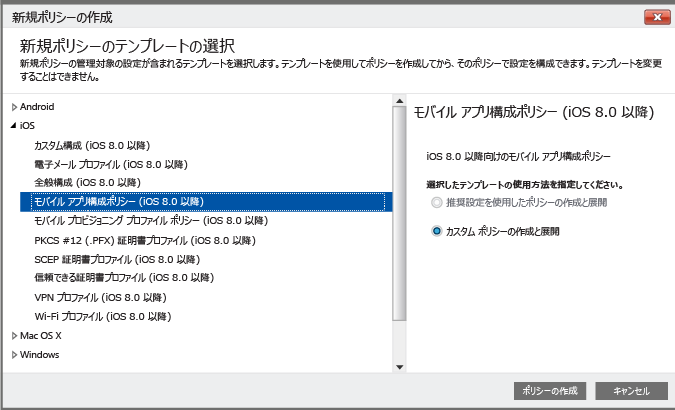 新規ポリシーの作成
新規ポリシーのテンプレートの選択
新規ポリシーの管理対象の設定が含まれるテンプレートを選択します。テンプレートを使用してポリシーを作成してから、そのポリシーで設定を構成できます。テンプレートを変更
することはできません。
Android
iOS
カスタム構成 (iOS 8.0 以降)
電子メール プロファイル (iOS 8.0 以降)
全般構成 (iOS 8.0 以降)
モバイル アプリ構成ポリシー (iOS 8.0 以降)
モバイル プロビジョニング プロファイル ポリシー (iOS 8.0 以降)
PKCS #12 (.PFX) 証明書プロファイル (iOS 8.0 以降)
SCEP 証明書プロファイル (iOS 8.0 以降)
信頼できる証明書プロファイル (iOS 8.0 以降)
VPN プロファイル (iOS 8.0 以降)
Wi-Fi プロファイル (iOS 8.0 以降)
Mac OS X
Windows
モバイル アプリ構成ポリシー (iOS 8.0 以降)
iOS 8.0 以降向けのモバイル アプリ構成ポリシー
選択したテンプレートの使用方法を指定してください。
推奨設定を使用したポリシーの作成と展開
カスタム ポリシーの作成と展開
ポリシーの作成
キャンセル